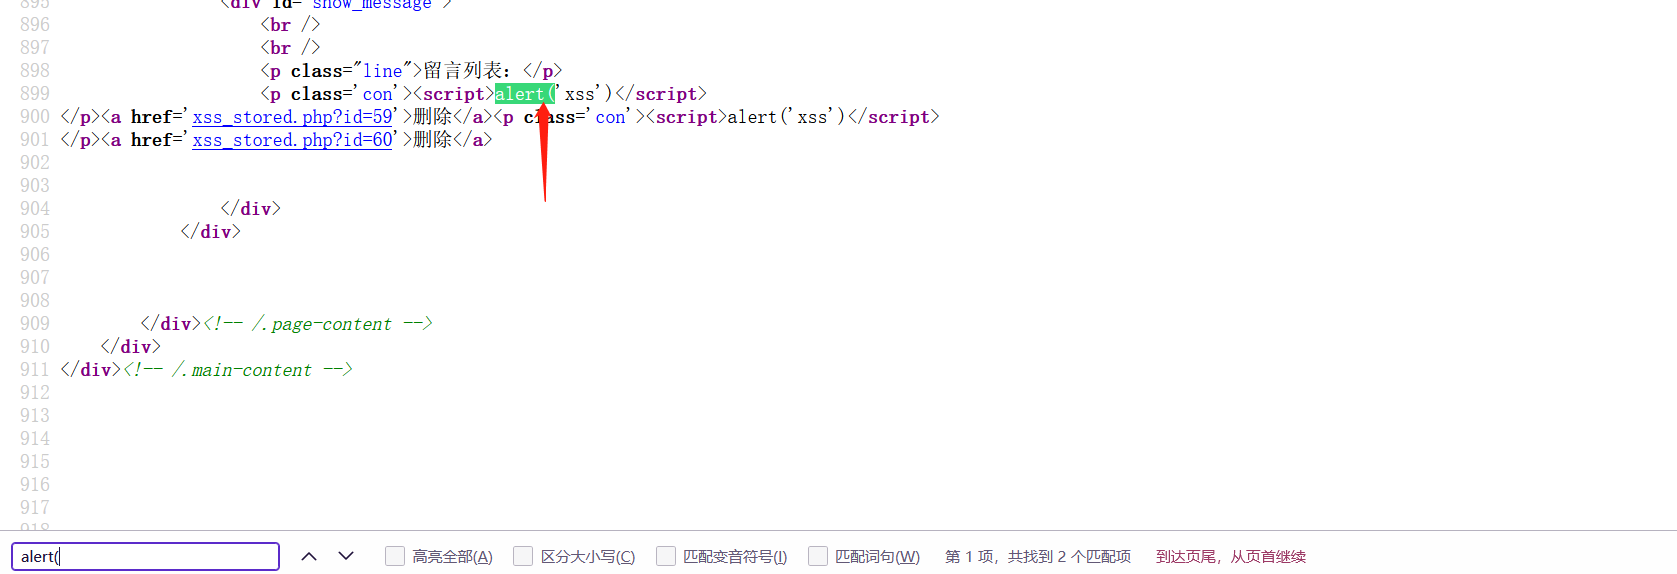 895 <div id="show_message">
896 <br />
897 <br />
898 <p class="line">留言列表：</p>
899 <p class='con'><script>alert('xss')</script>
900 </p><a href='xss_stored.php?id=59'>删除</a><p class='con'><script>alert('xss')</script>
901 </p><a href='xss_stored.php?id=60'>删除</a>
902
903
904 </div>
905 </div>
906
907
908
909 </div><!-- /.page-content -->
910 </div>
911 </div><!-- /.main-content -->
912
913
914
915
916
917
918
alert( 高亮全部(A) 区分大小写(C) 匹配变音符号(I) 匹配词句(W) 第 1 项，共找到 2 个匹配项 到达页尾，从页首继续